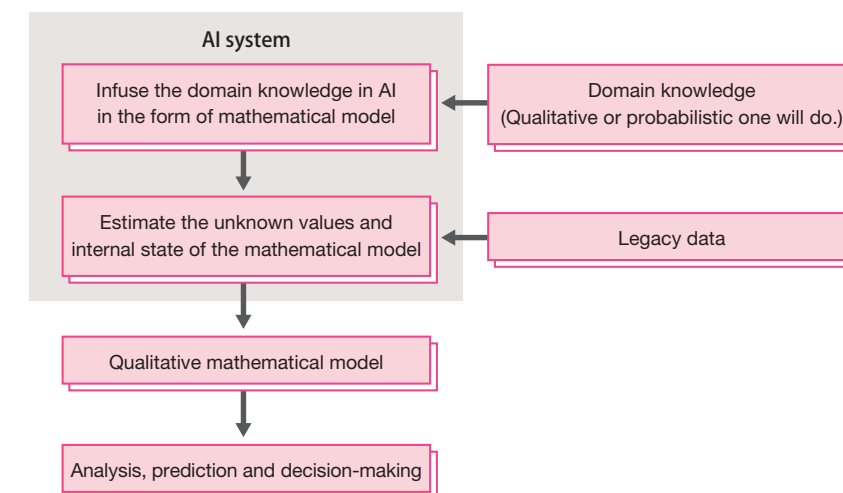 AI system
Infuse the domain knowledge in AI
in the form of mathematical model
Domain knowledge
(Qualitative or probabilistic one will do.)
Estimate the unknown values and
internal state of the mathematical model
Legacy data
Qualitative mathematical model
Analysis, prediction and decision-making